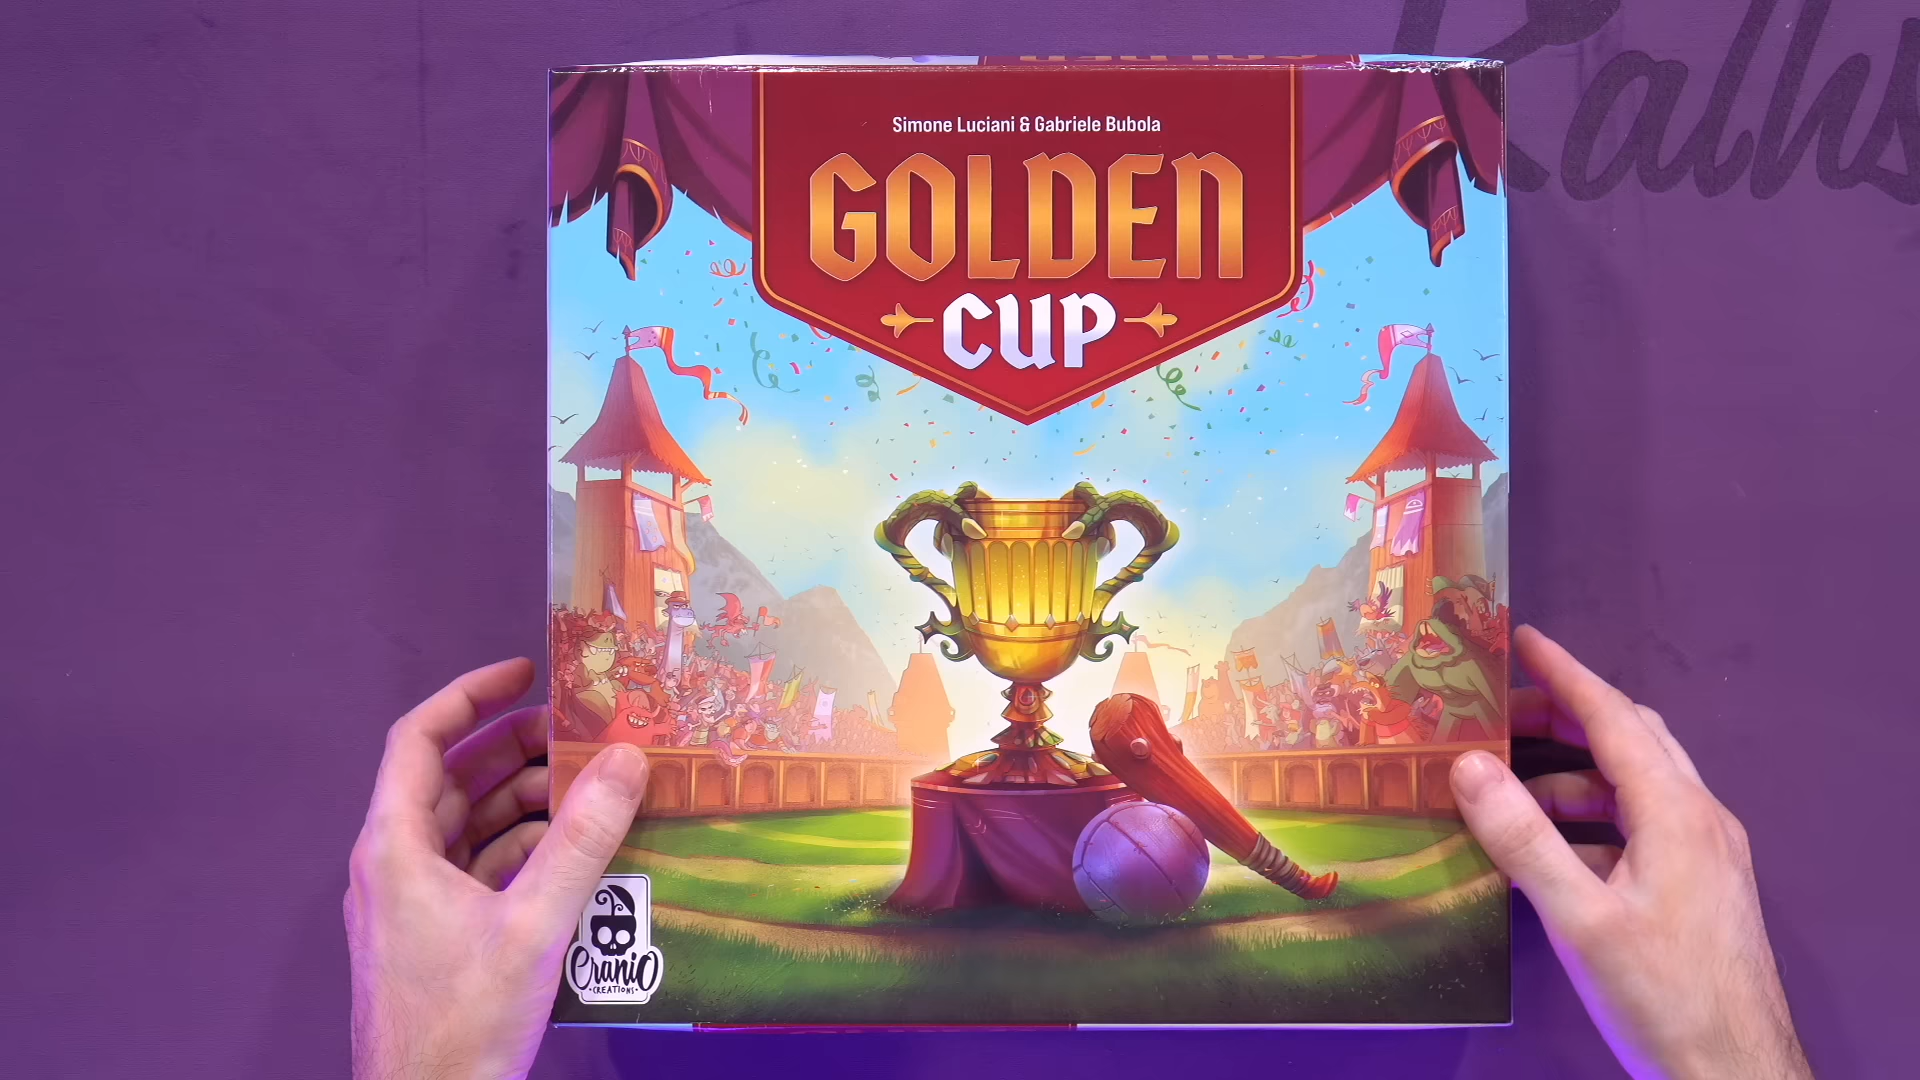 Simone Luciani & Gabriele Bubola
GOLDEN
CUP
CraniO
CREATIONS